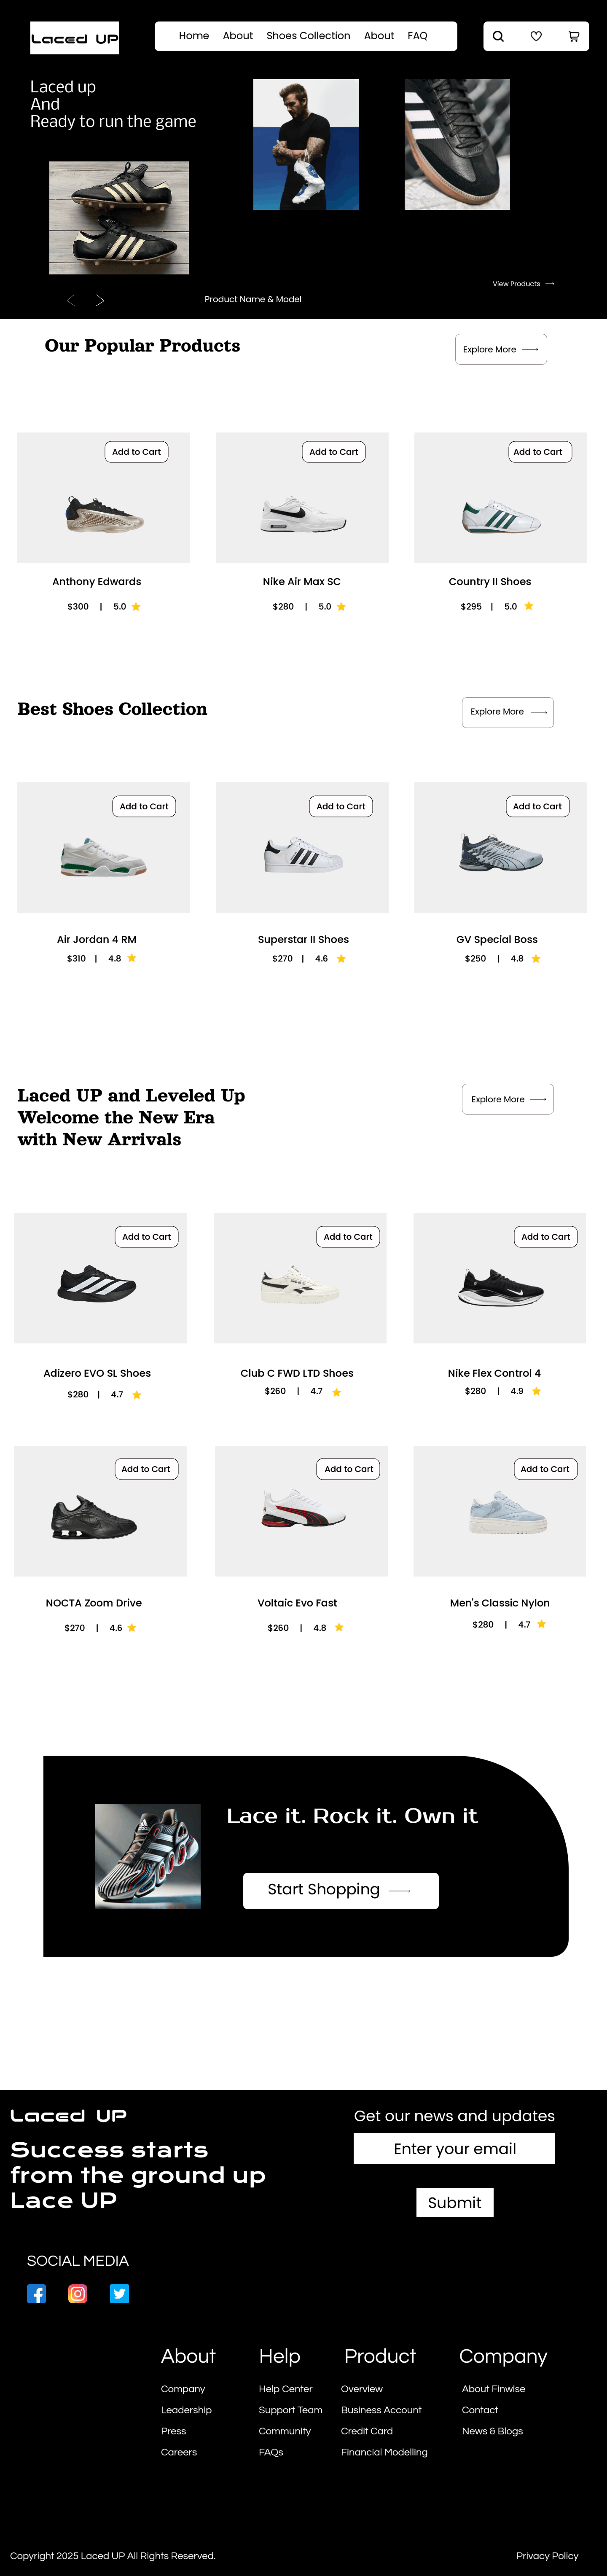 Laced UP
Home About Shoes Collection About FAQ
Laced up
And
Ready to run the game
View Products
Product Name & Model
Our Popular Products
Explore More
Add to Cart
Add to Cart
Add to Cart
Anthony Edwards
Nike Air Max SC
Country II Shoes
$300 | 5.0
$280 | 5.0
$295 | 5.0
Best Shoes Collection
Explore More
Add to Cart
Add to Cart
Add to Cart
Air Jordan 4 RM
Superstar II Shoes
GV Special Boss
$310 | 4.8
$270 | 4.6
$250 | 4.8
Laced UP and Leveled Up
Welcome the New Era
with New Arrivals
Explore More
Add to Cart
Add to Cart
Add to Cart
Adizero EVO SL Shoes
Club C FWD LTD Shoes
Nike Flex Control 4
$280 | 4.7
$260 | 4.7
$280 | 4.9
Add to Cart
Add to Cart
Add to Cart
NOCTA Zoom Drive
Voltaic Evo Fast
Men's Classic Nylon
$270 | 4.6
$260 | 4.8
$280 | 4.7
Lace it. Rock it. Own it
Start Shopping
Laced UP
Success starts
from the ground up
Lace UP
Get our news and updates
Enter your email
Submit
SOCIAL MEDIA
About
Company
Leadership
Press
Careers
Help
Help Center
Support Team
Community
FAQs
Product
Overview
Business Account
Credit Card
Financial Modelling
Company
About Finwise
Contact
News & Blogs
Copyright 2025 Laced UP All Rights Reserved.
Privacy Policy